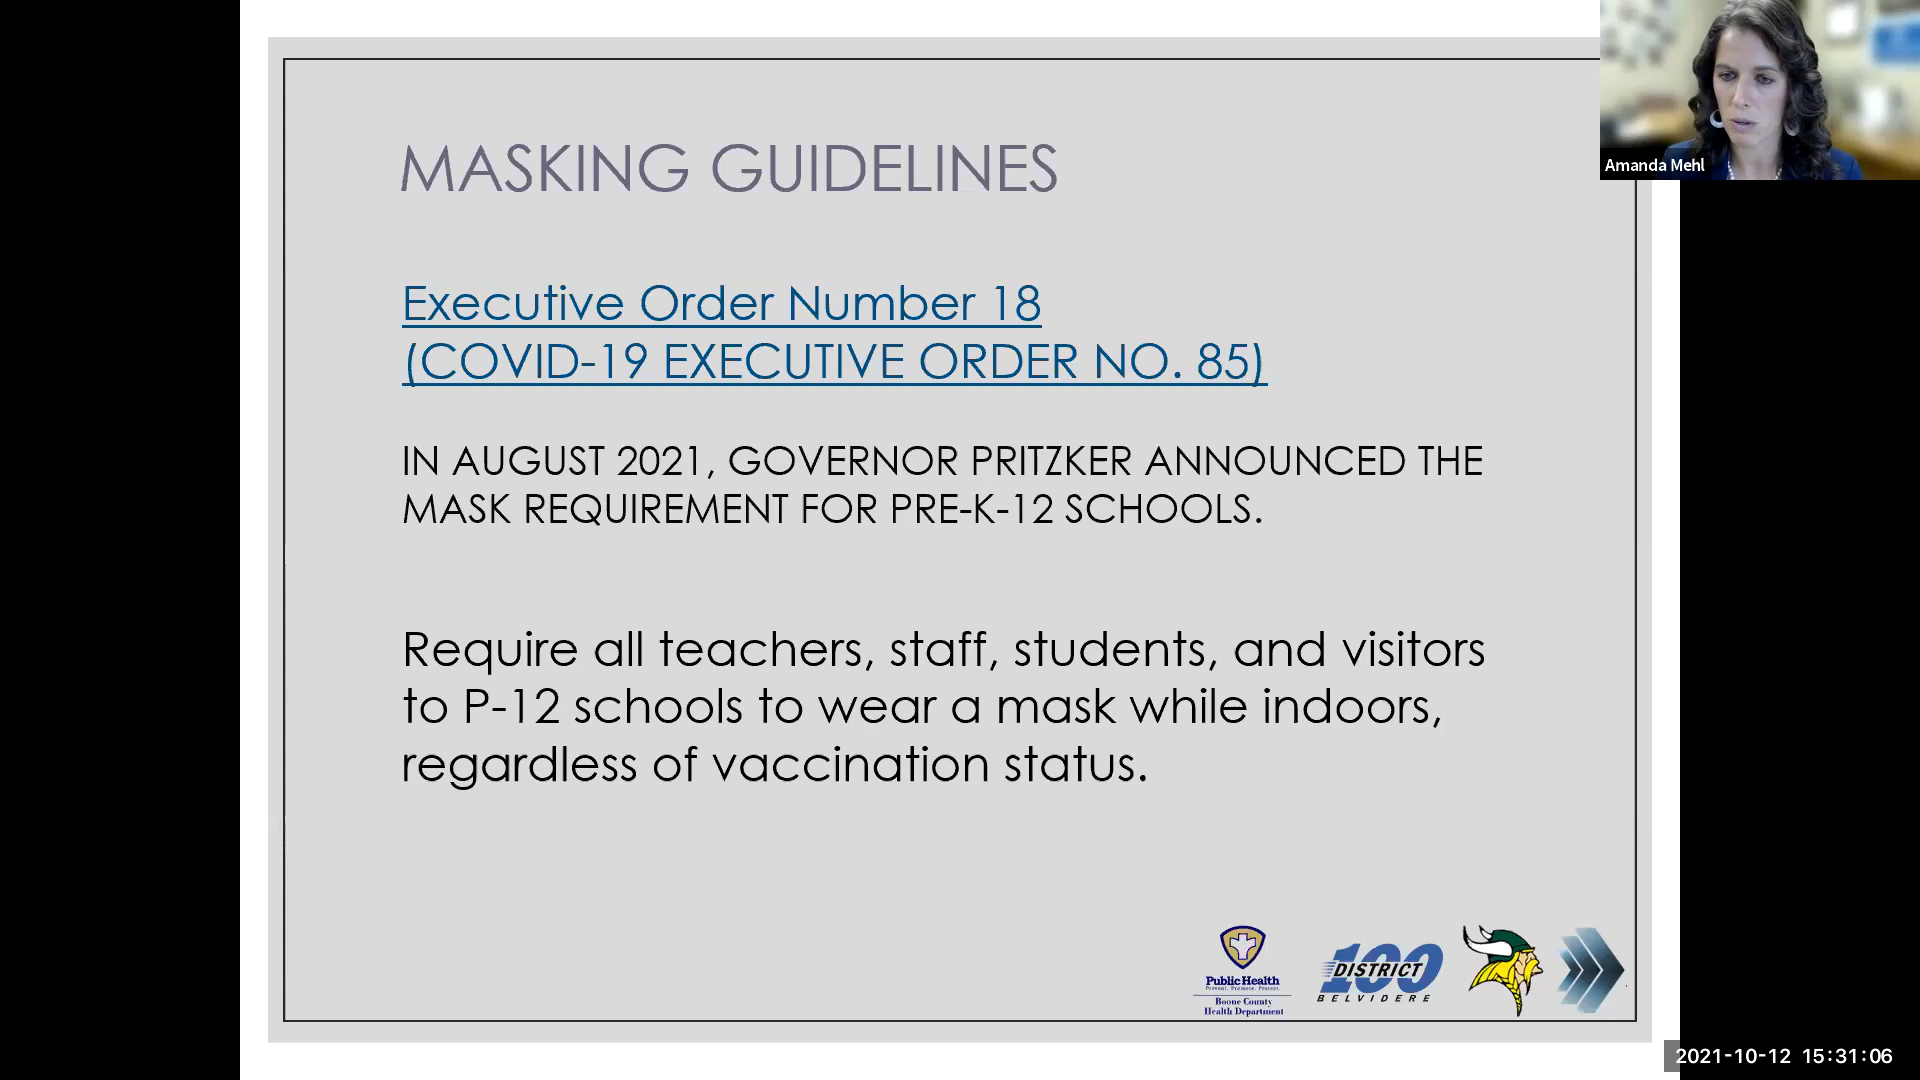 Amanda Mehl
MASKING GUIDELINES
Executive Order Number 18
(COVID-19 EXECUTIVE ORDER NO. 85)
IN AUGUST 2021, GOVERNOR PRITZKER ANNOUNCED THE
MASK REQUIREMENT FOR PRE-K-12 SCHOOLS.
Require all teachers, staff, students, and visitors
to P-12 schools to wear a mask while indoors,
regardless of vaccination status.
Public Health
Prevent. Promote. Protect.
Boone County
Health Department
100
DISTRICT
BELVIDERE
2021-10-12 15:31:06